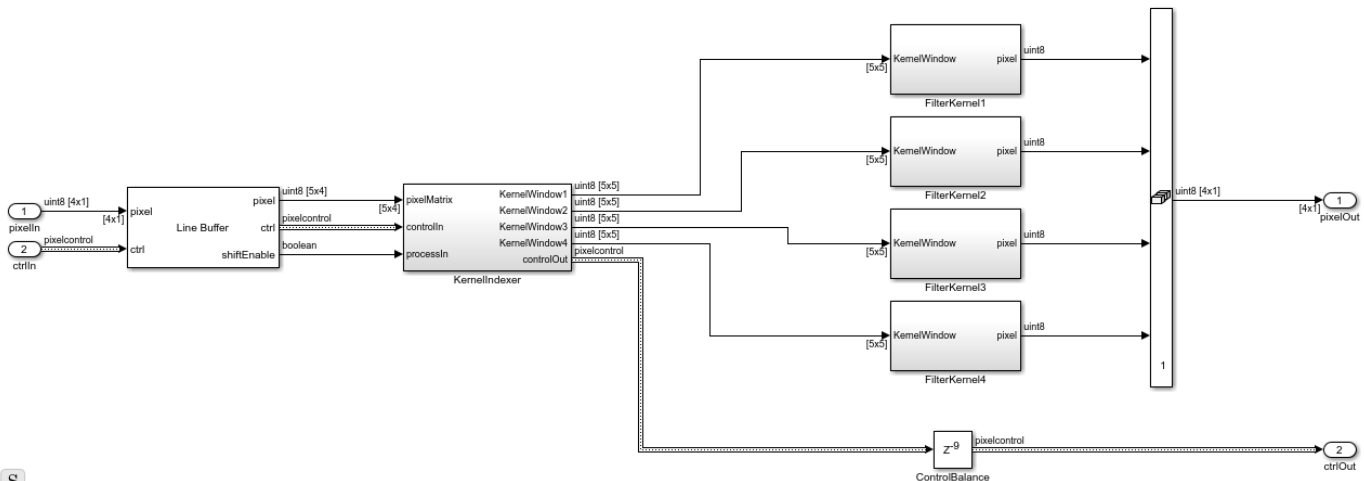 uint8 [4x1]
1
[4x1]
pixelIn
pixelcontrol
2
ctrlIn
pixel
ctrl
Line Buffer
pixel
ctrl
shiftEnable
uint8 [5x4]
[5x4]
pixelcontrol
boolean
pixelMatrix
controlIn
processIn
KernelWindow1
KernelWindow2
KernelWindow3
KernelWindow4
controlOut
KernelIndexer
uint8 [5x5]
uint8 [5x5]
uint8 [5x5]
uint8 [5x5]
pixelcontrol
[5x5]
KernelWindow
pixel
uint8
FilterKernel1
[5x5]
KernelWindow
pixel
uint8
FilterKernel2
[5x5]
KernelWindow
pixel
uint8
FilterKernel3
[5x5]
KernelWindow
pixel
uint8
FilterKernel4
1
uint8 [4x1]
[4x1]
1
pixelOut
Z-9
ControlBalance
pixelcontrol
2
ctrlOut